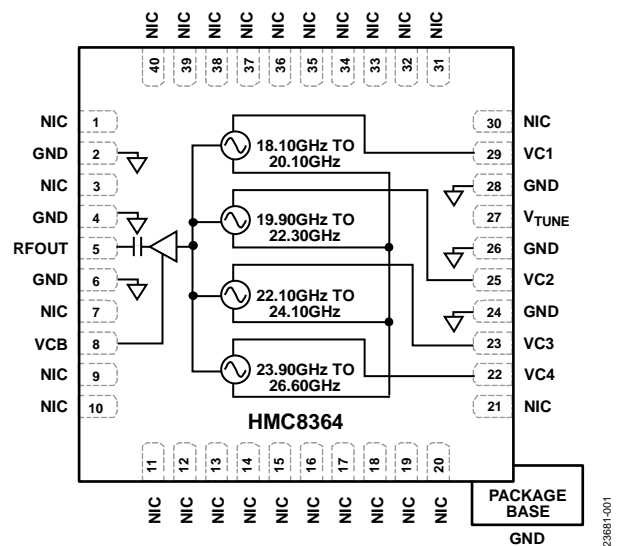 NIC NIC NIC NIC NIC NIC NIC NIC NIC NIC
40 39 38 37 36 35 34 33 32 31
NIC 1
GND 2
NIC 3
GND 4
RFOUT 5
GND 6
NIC 7
VCB 8
NIC 9
NIC 10
18.10GHz TO
20.10GHz
19.90GHz TO
22.30GHz
22.10GHz TO
24.10GHz
23.90GHz TO
26.60GHz
HMC8364
30 NIC
29 VC1
28 GND
27 VTUNE
26 GND
25 VC2
24 GND
23 VC3
22 VC4
21 NIC
11 12 13 14 15 16 17 18 19 20
NIC NIC NIC NIC NIC NIC NIC NIC NIC NIC
PACKAGE
BASE
GND
23681-001